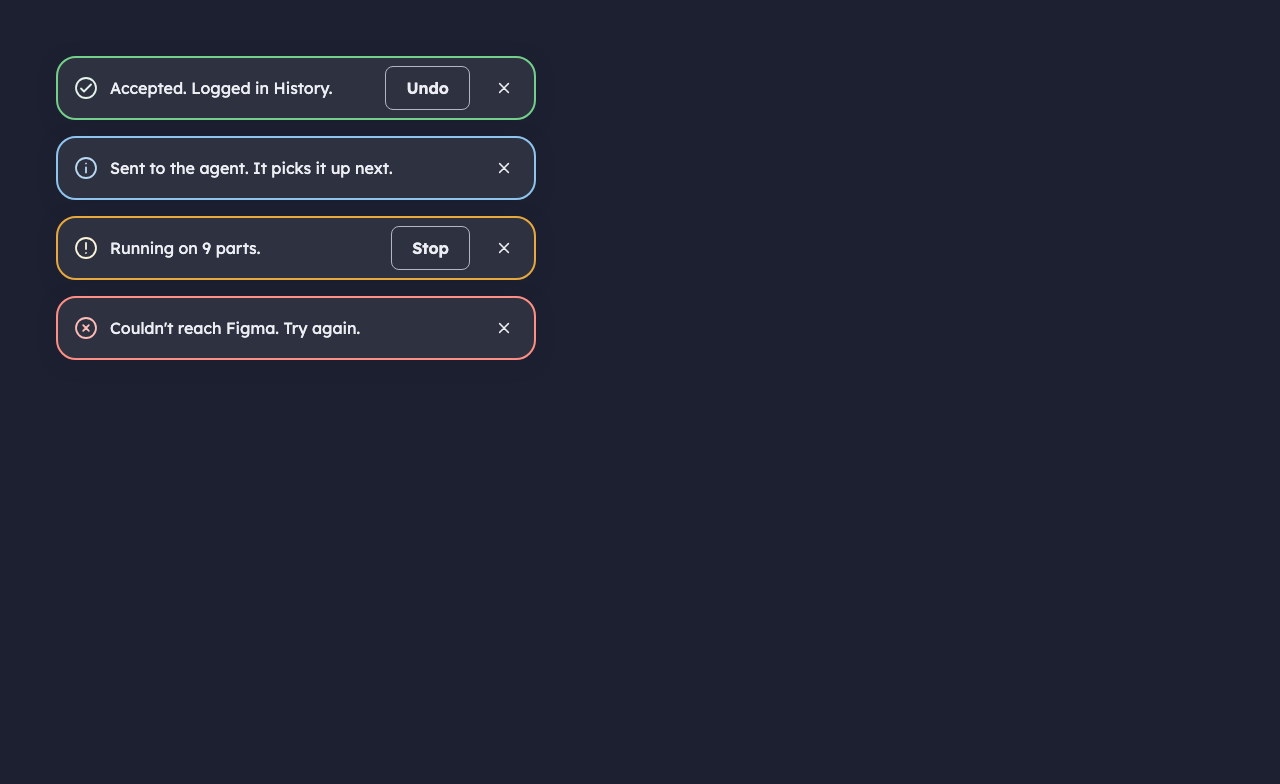 Accepted. Logged in History. Undo
Sent to the agent. It picks it up next.
Running on 9 parts. Stop
Couldn't reach Figma. Try again.